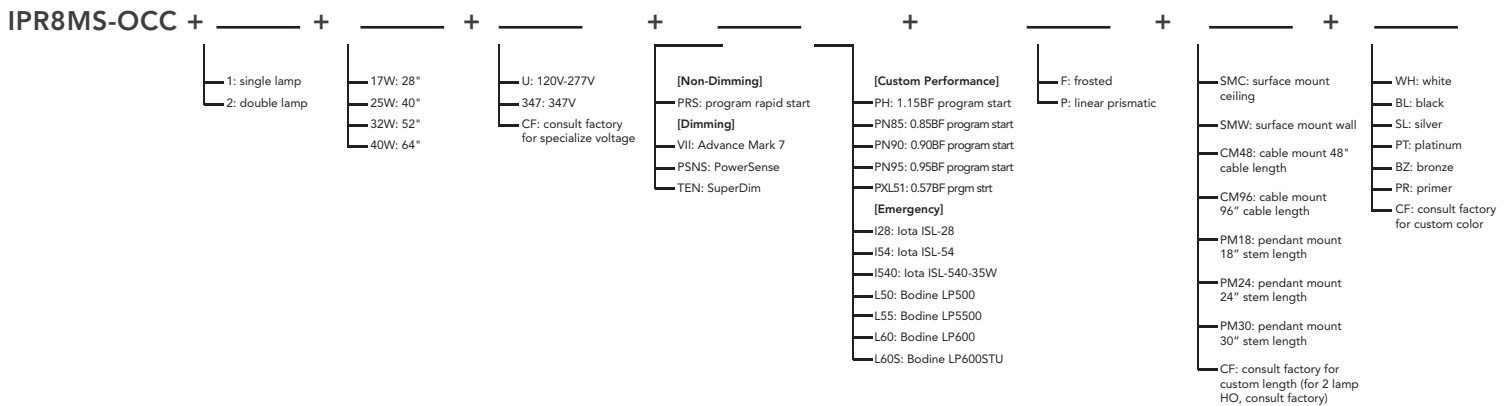 IPR8MS-OCC + ______ + ______ + ______ + ______ + ______ + ______ + ______
1: single lamp
2: double lamp
17W: 28"
25W: 40"
32W: 52"
40W: 64"
U: 120V-277V
347: 347V
CF: consult factory
for specialize voltage
[Non-Dimming]
PRS: program rapid start
[Dimming]
VII: Advance Mark 7
PSNS: PowerSense
TEN: SuperDim
[Custom Performance]
PH: 1.15BF program start
PN85: 0.85BF program start
PN90: 0.90BF program start
PN95: 0.95BF program start
PXL51: 0.57BF prgm strt
[Emergency]
I28: Iota ISL-28
I54: Iota ISL-54
I540: Iota ISL-540-35W
L50: Bodine LP500
L55: Bodine LP5500
L60: Bodine LP600
L60S: Bodine LP600STU
F: frosted
P: linear prismatic
SMC: surface mount
ceiling
SMW: surface mount wall
CM48: cable mount 48"
cable length
CM96: cable mount
96” cable length
PM18: pendant mount
18” stem length
PM24: pendant mount
24” stem length
PM30: pendant mount
30” stem length
CF: consult factory for
custom length (for 2 lamp
HO, consult factory)
WH: white
BL: black
SL: silver
PT: platinum
BZ: bronze
PR: primer
CF: consult factory
for custom color